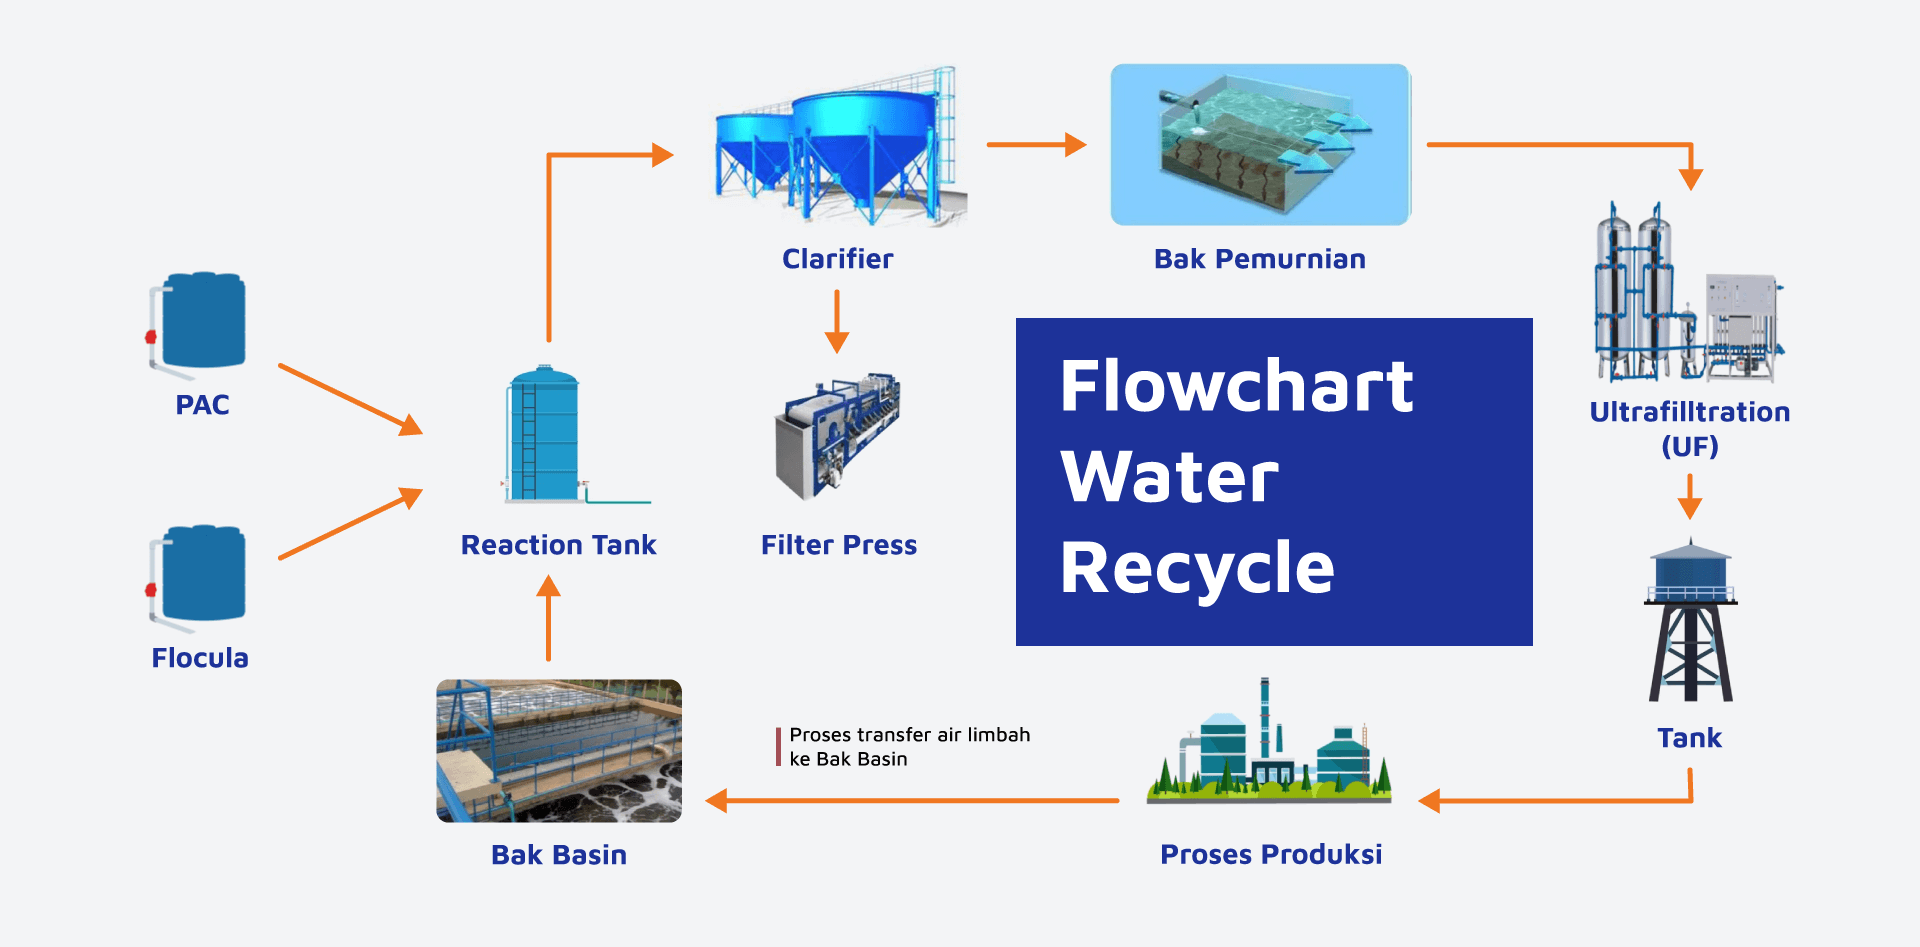 Clarifier
Bak Pemurnian
PAC
Flowchart
Water
Recycle
Ultrafilltration
(UF)
Reaction Tank
Filter Press
Flocula
Tank
Proses transfer air limbah
ke Bak Basin
Bak Basin
Proses Produksi